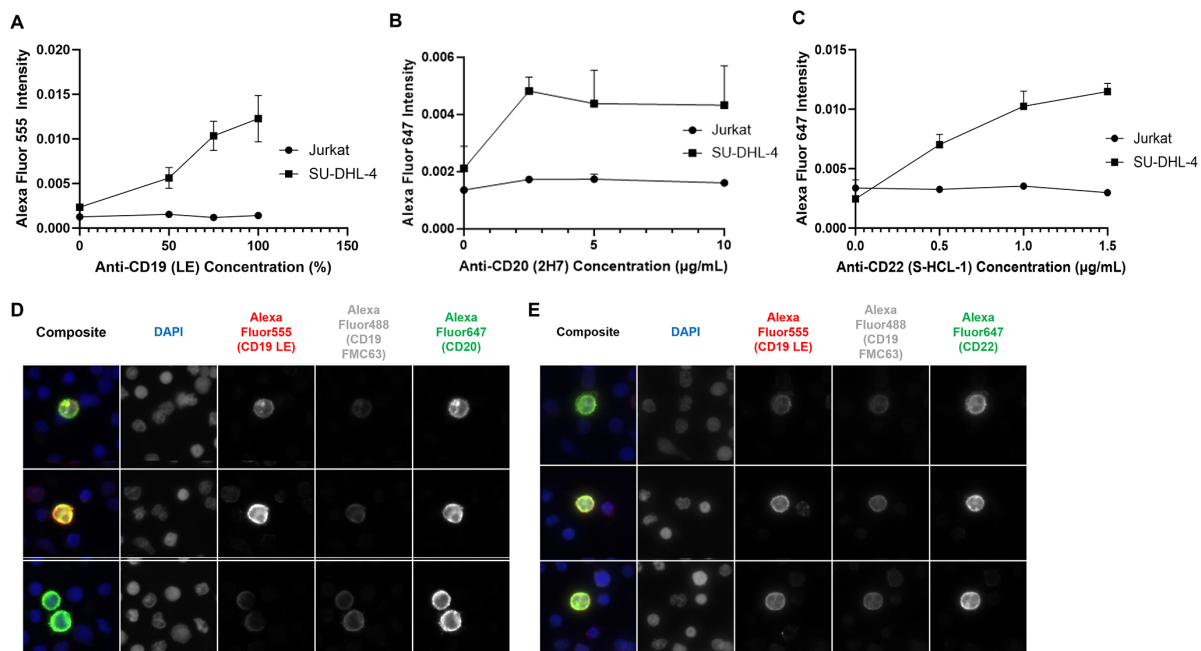 A
Alexa Fluor 555 Intensity
0.020
0.015
0.010
0.005
0.000
0
50
100
150
Anti-CD19 (LE) Concentration (%)
Jurkat
SU-DHL-4
B
Alexa Fluor 647 Intensity
0.006
0.004
0.002
0.000
0
5
10
Anti-CD20 (2H7) Concentration (µg/mL)
Jurkat
SU-DHL-4
C
Alexa Fluor 647 Intensity
0.015
0.010
0.005
0.000
0.0
0.5
1.0
1.5
Anti-CD22 (S-HCL-1) Concentration (µg/mL)
Jurkat
SU-DHL-4
D
Composite
DAPI
Alexa
Fluor555
(CD19 LE)
Alexa
Fluor488
(CD19
FMC63)
Alexa
Fluor647
(CD20)
E
Composite
DAPI
Alexa
Fluor555
(CD19 LE)
Alexa
Fluor488
(CD19
FMC63)
Alexa
Fluor647
(CD22)